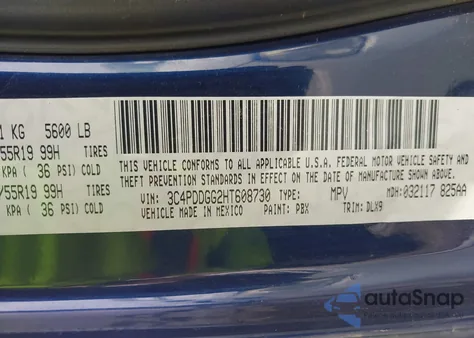 1 KG 5600 LB
55R19 99H TIRES
KPA ( 36 PSI) COLD
/55R19 99H TIRES
KPA ( 36 PSI) COLD
THIS VEHICLE CONFORMS TO ALL APPLICABLE U.S.A. FEDERAL MOTOR VEHICLE SAFETY AND
THEFT PREVENTION STANDARDS IN EFFECT ON THE DATE OF MANUFACTURE SHOWN ABOVE.
VIN: 3C4PDDGG2HT608730 TYPE: MPV MDH: 032117 825AA
VEHICLE MADE IN MEXICO PAINT: PBX TRIM: DLX9
autoSnap